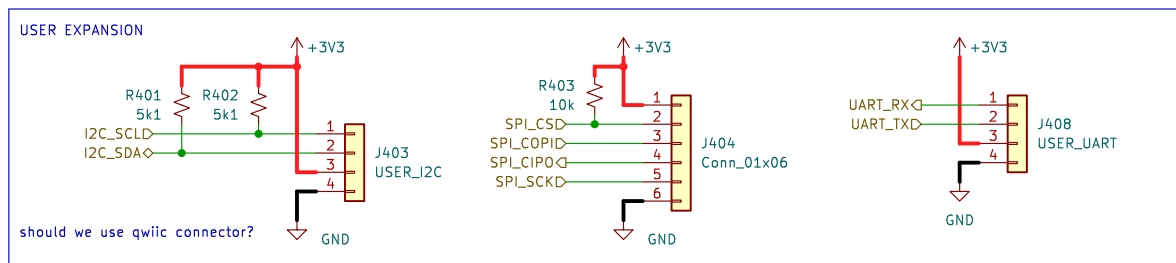 USER EXPANSION
+3V3
R401
5k1
R402
5k1
I2C_SCL
I2C_SDA
1
2
3
4
J403
USER_I2C
GND
should we use qwiic connector?
+3V3
R403
10k
SPI_CS
SPI_COPI
SPI_CIPO
SPI_SCK
1
2
3
4
5
6
J404
Conn_01x06
GND
+3V3
UART_RX
UART_TX
1
2
3
4
J408
USER_UART
GND